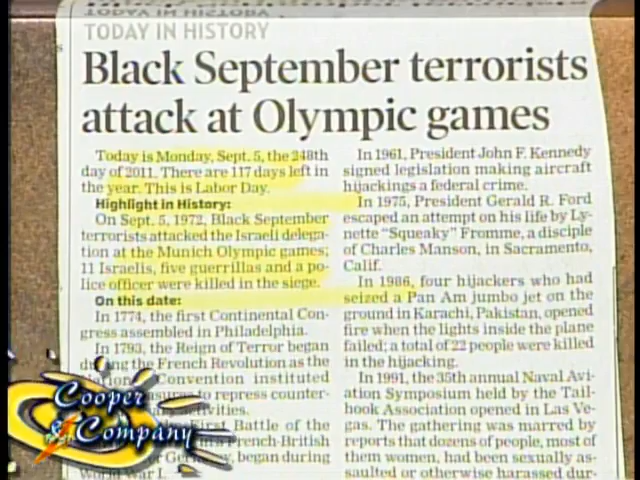 TODAY IN HISTORY
Black September terrorists
attack at Olympic games
Today is Monday, Sept. 5, the 248th
day of 2011. There are 117 days left in
the year. This is Labor Day.
Highlight in History:
On Sept. 5, 1972, Black September
terrorists attacked the Israeli delega-
tion at the Munich Olympic games;
11 Israelis, five guerrillas and a po-
lice officer were killed in the siege.
On this date:
In 1774, the first Continental Con-
gress assembled in Philadelphia.
In 1793, the Reign of Terror began
during the French Revolution as the
Convention instituted
to repress counter-
Battle of the
French-British
began during
World War I.
In 1961, President John F. Kennedy
signed legislation making aircraft
hijackings a federal crime.
In 1975, President Gerald R. Ford
escaped an attempt on his life by Ly-
nette "Squeaky" Fromme, a disciple
of Charles Manson, in Sacramento,
Calif.
In 1986, four hijackers who had
seized a Pan Am jumbo jet on the
ground in Karachi, Pakistan, opened
fire when the lights inside the plane
failed; a total of 22 people were killed
in the hijacking.
In 1991, the 35th annual Naval Avi-
ation Symposium held by the Tail-
hook Association opened in Las Ve-
gas. The gathering was marred by
reports that dozens of people, most of
them women, had been sexually as-
saulted or otherwise harassed dur-
Cooper
& Company